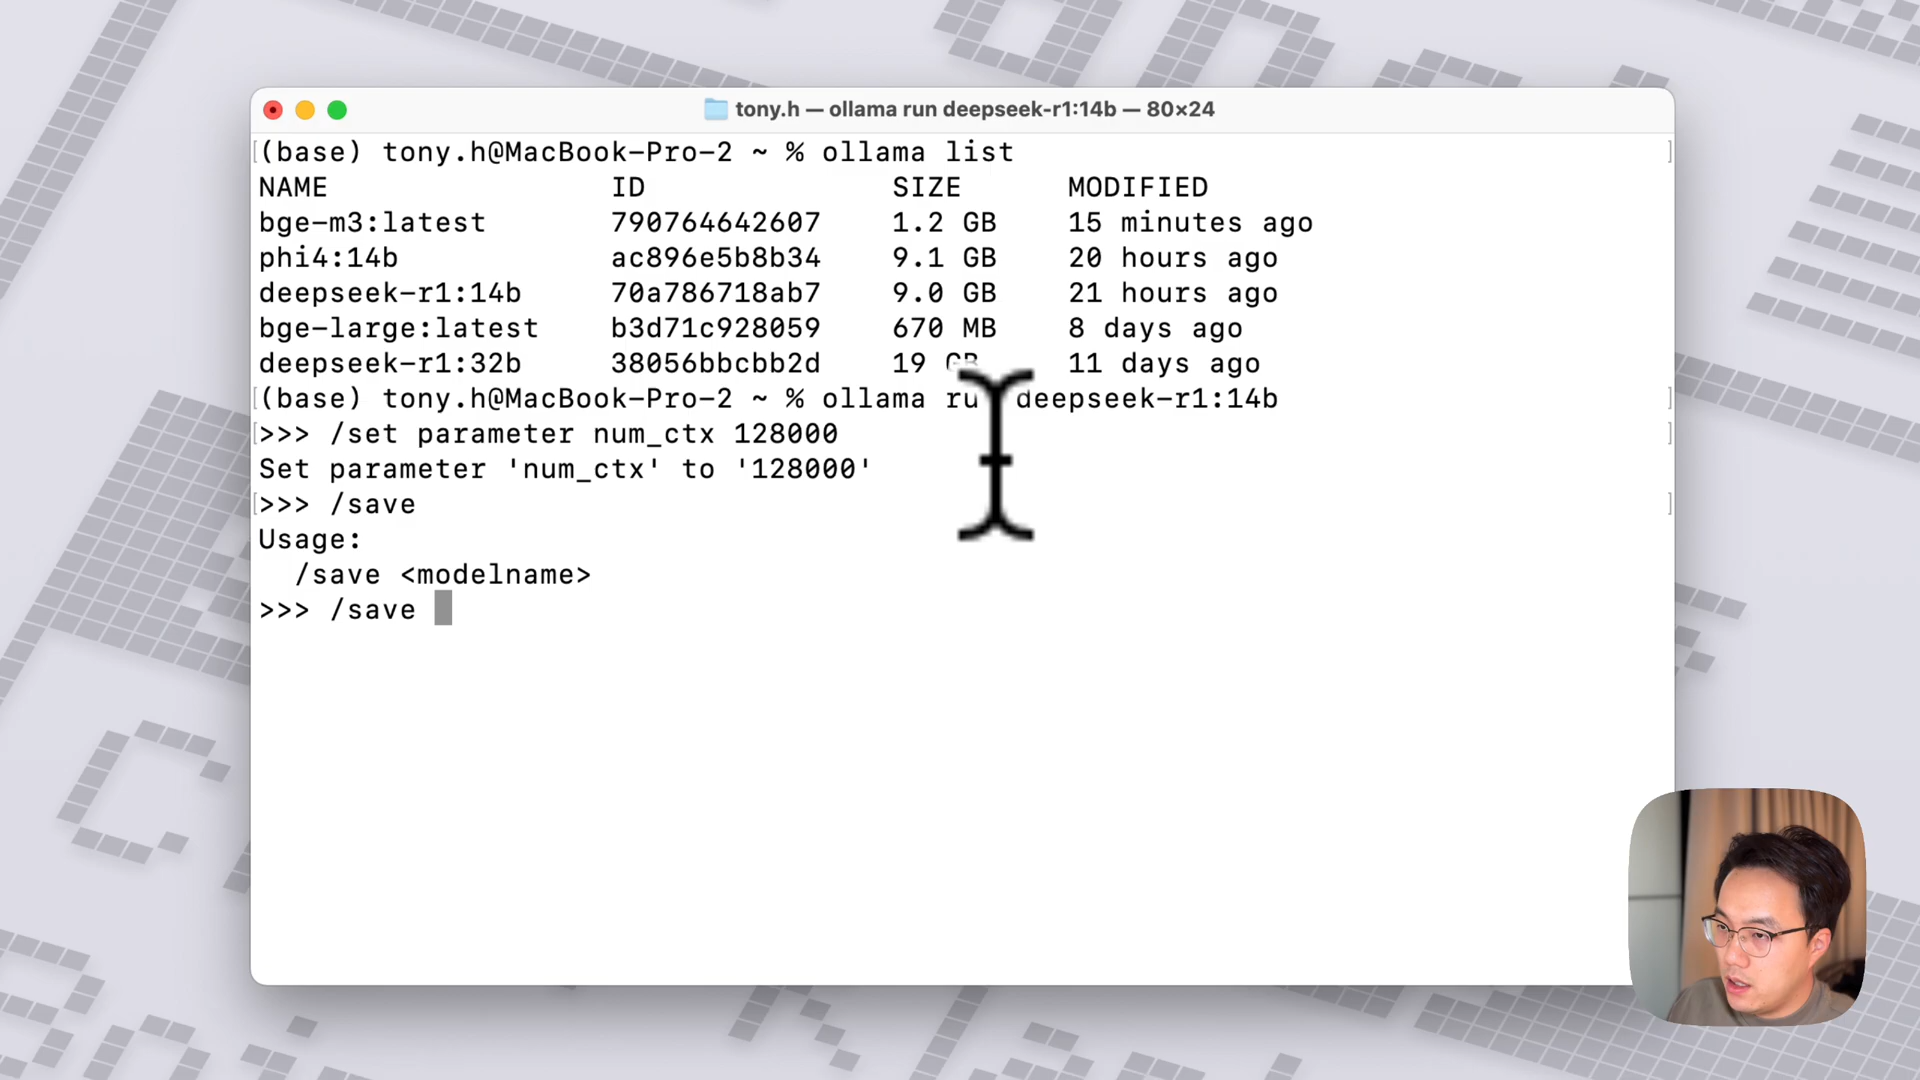 tony.h — ollama run deepseek-r1:14b — 80×24
(base) tony.h@MacBook-Pro-2 ~ % ollama list
NAME ID SIZE MODIFIED
bge-m3:latest 790764642607 1.2 GB 15 minutes ago
phi4:14b ac896e5b8b34 9.1 GB 20 hours ago
deepseek-r1:14b 70a786718ab7 9.0 GB 21 hours ago
bge-large:latest b3d71c928059 670 MB 8 days ago
deepseek-r1:32b 38056bbcbb2d 19 GB 11 days ago
(base) tony.h@MacBook-Pro-2 ~ % ollama run deepseek-r1:14b
>>> /set parameter num_ctx 128000
Set parameter 'num_ctx' to '128000'
>>> /save
Usage:
/save <modelname>
>>> /save